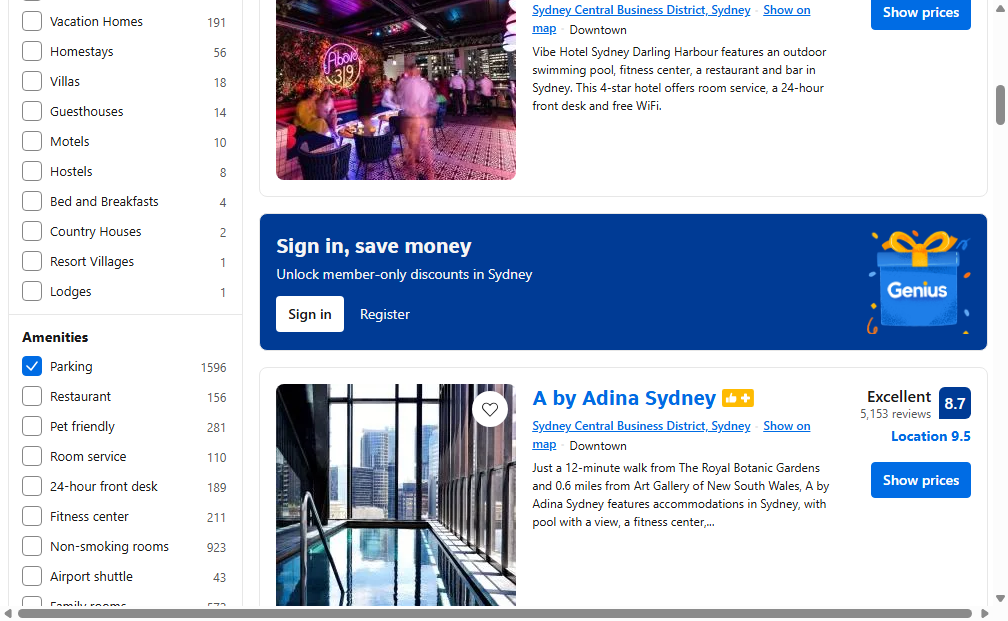 Vacation Homes 191
Homestays 56
Villas 18
Guesthouses 14
Motels 10
Hostels 8
Bed and Breakfasts 4
Country Houses 2
Resort Villages 1
Lodges 1
Amenities
Parking 1596
Restaurant 156
Pet friendly 281
Room service 110
24-hour front desk 189
Fitness center 211
Non-smoking rooms 923
Airport shuttle 43
Family rooms 573
Above
319
Sydney Central Business District, Sydney · Show on
map · Downtown
Vibe Hotel Sydney Darling Harbour features an outdoor
swimming pool, fitness center, a restaurant and bar in
Sydney. This 4-star hotel offers room service, a 24-hour
front desk and free WiFi.
Show prices
Sign in, save money
Unlock member-only discounts in Sydney
Sign in Register
Genius
A by Adina Sydney
Sydney Central Business District, Sydney · Show on
map · Downtown
Just a 12-minute walk from The Royal Botanic Gardens
and 0.6 miles from Art Gallery of New South Wales, A by
Adina Sydney features accommodations in Sydney, with
pool with a view, a fitness center,...
Excellent 8.7
5,153 reviews
Location 9.5
Show prices